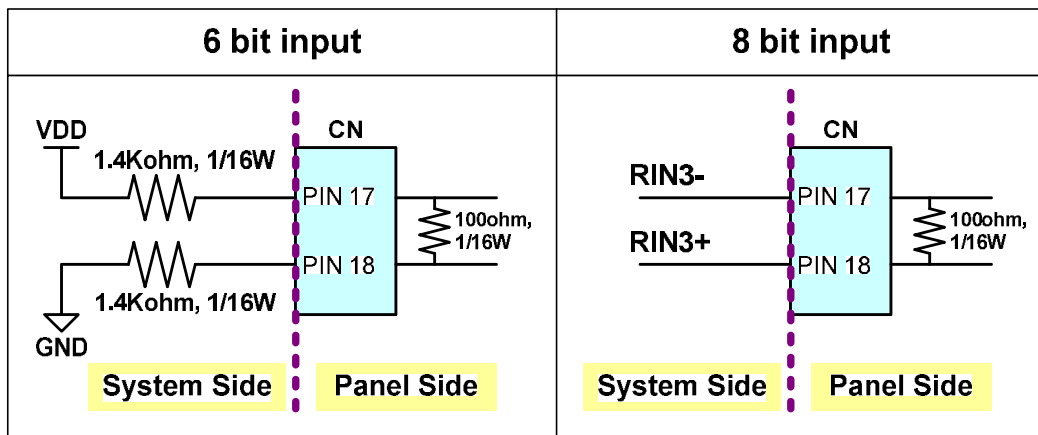 6 bit input
8 bit input
VDD
1.4Kohm, 1/16W
CN
PIN 17
100ohm,
1/16W
PIN 18
1.4Kohm, 1/16W
GND
System Side
Panel Side
CN
RIN3-
PIN 17
100ohm,
1/16W
RIN3+
PIN 18
System Side
Panel Side